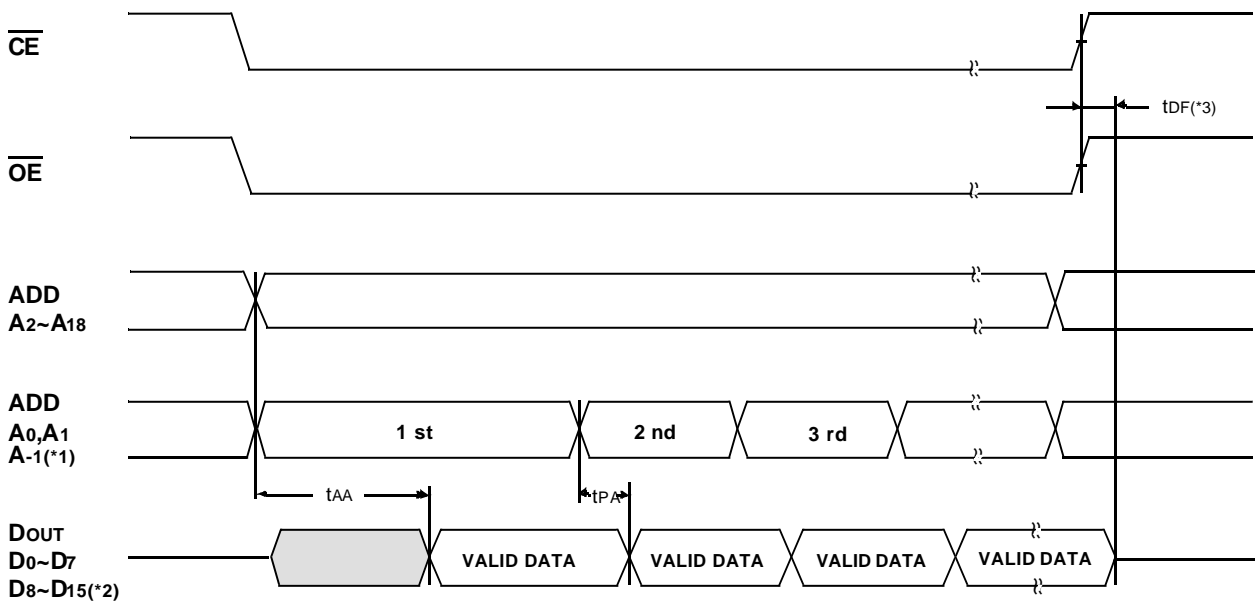 CE
tDF(*3)
OE
ADD
A2~A18
ADD
A0,A1
A-1(*1)
1 st
2 nd
3 rd
tAA
tPA
DOUT
D0~D7
D8~D15(*2)
VALID DATA
VALID DATA
VALID DATA
VALID DATA